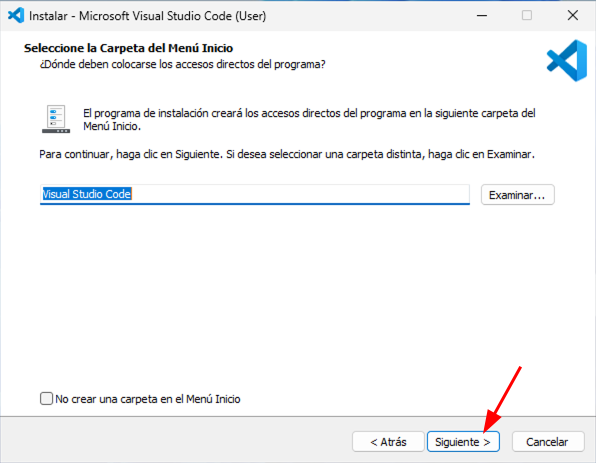 Instalar - Microsoft Visual Studio Code (User)
Seleccione la Carpeta del Menú Inicio
¿Dónde deben colocarse los accesos directos del programa?
El programa de instalación creará los accesos directos del programa en la siguiente carpeta del
Menú Inicio.
Para continuar, haga clic en Siguiente. Si desea seleccionar una carpeta distinta, haga clic en Examinar.
Visual Studio Code
Examinar...
No crear una carpeta en el Menú Inicio
< Atrás
Siguiente >
Cancelar